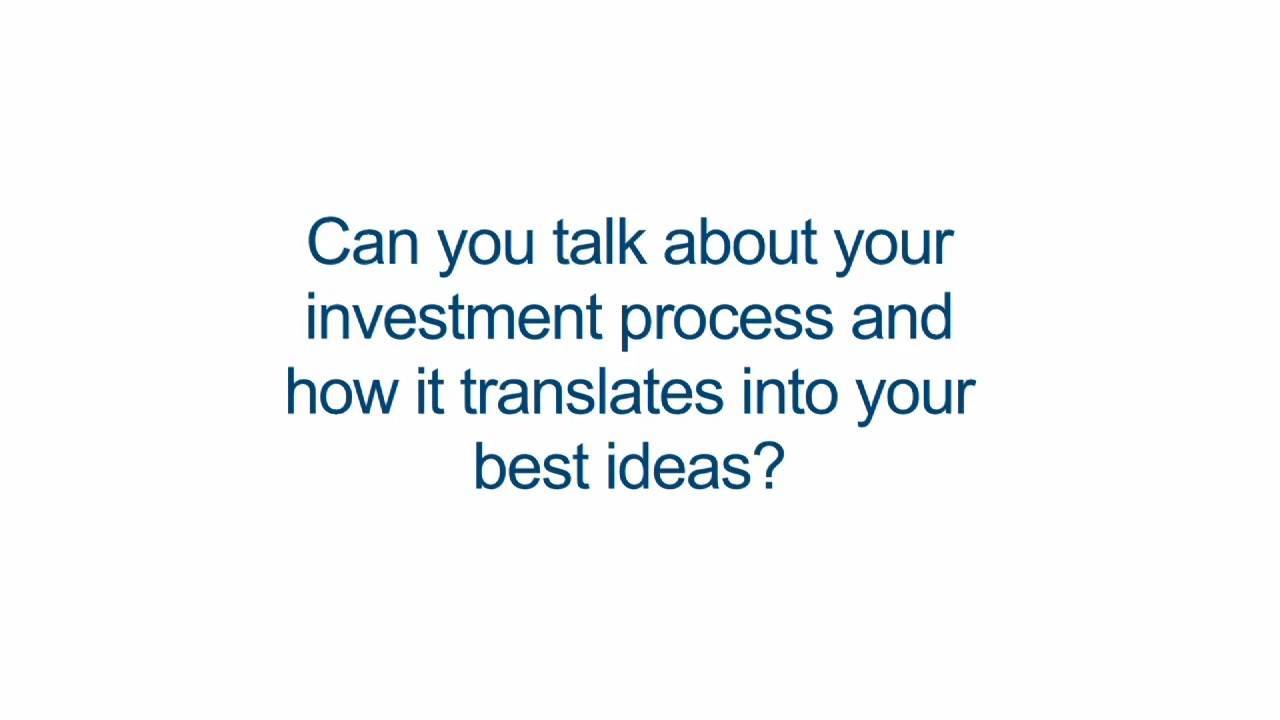 Can you talk about your
investment process and
how it translates into your
best ideas?